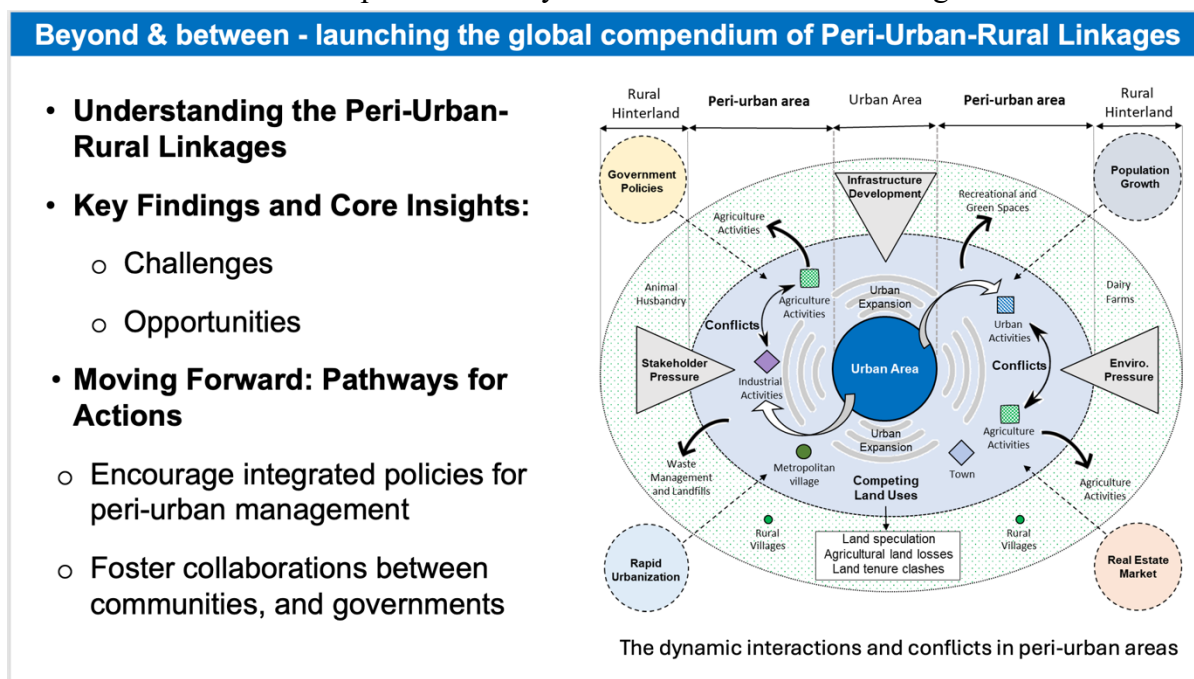 Beyond & between - launching the global compendium of Peri-Urban-Rural Linkages
• Understanding the Peri-Urban-
Rural Linkages
• Key Findings and Core Insights:
o Challenges
o Opportunities
• Moving Forward: Pathways for
Actions
o Encourage integrated policies for
peri-urban management
o Foster collaborations between
communities, and governments
Rural
Hinterland
Peri-urban area
Urban Area
Peri-urban area
Rural
Hinterland
Government
Policies
Infrastructure
Development
Population
Growth
Agriculture
Activities
Recreational and
Green Spaces
Animal
Husbandry
Agriculture
Activities
Urban
Expansion
Urban
Activities
Dairy
Farms
Conflicts
Conflicts
Stakeholder
Pressure
Industrial
Activities
Urban Area
Enviro.
Pressure
Agriculture
Activities
Urban
Expansion
Waste
Management
and Landfills
Metropolitan
village
Competing
Land Uses
Town
Agriculture
Activities
Rural
Villages
Land speculation
Agricultural land losses
Land tenure clashes
Rural
Villages
Rapid
Urbanization
Real Estate
Market
The dynamic interactions and conflicts in peri-urban areas